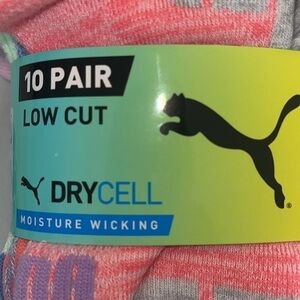 10 PAIR
LOW CUT
DRYCELL
MOISTURE WICKING
®